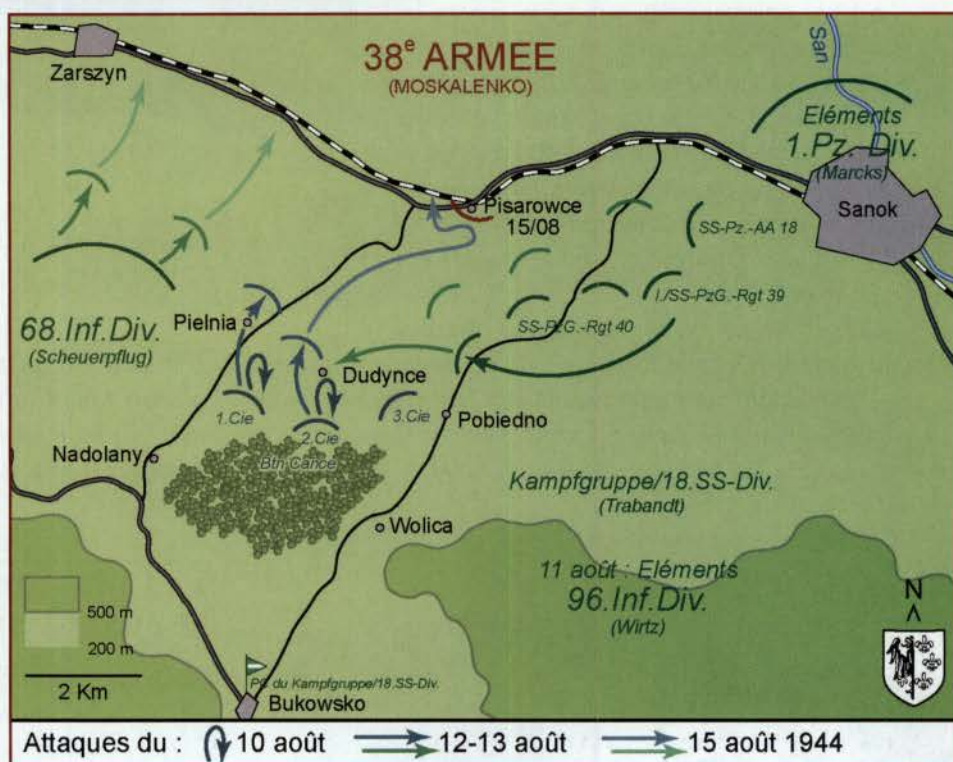 38e ARMEE
(MOSKALENKO)
San
Zarszyn
Eléments
1.Pz. Div.
(Marcks)
Sanok
Pisarowce
15/08
SS-Pz.-AA 18
I./SS-PzG.-Rgt 39
SS-PzG.-Rgt 40
68.Inf.Div.
(Scheuerpflug)
Pielnia
Dudynce
1.Cie
2.Cie
3.Cie
Pobiedno
Nadolany
Btn Cance
Kampfgruppe/18.SS-Div.
(Trabandt)
Wolica
11 août : Eléments
96.Inf.Div.
(Wirtz)
N
500 m
200 m
2 Km
PC du Kampfgruppe/18.SS-Div.
Bukowsko
Attaques du : 10 août 12-13 août 15 août 1944